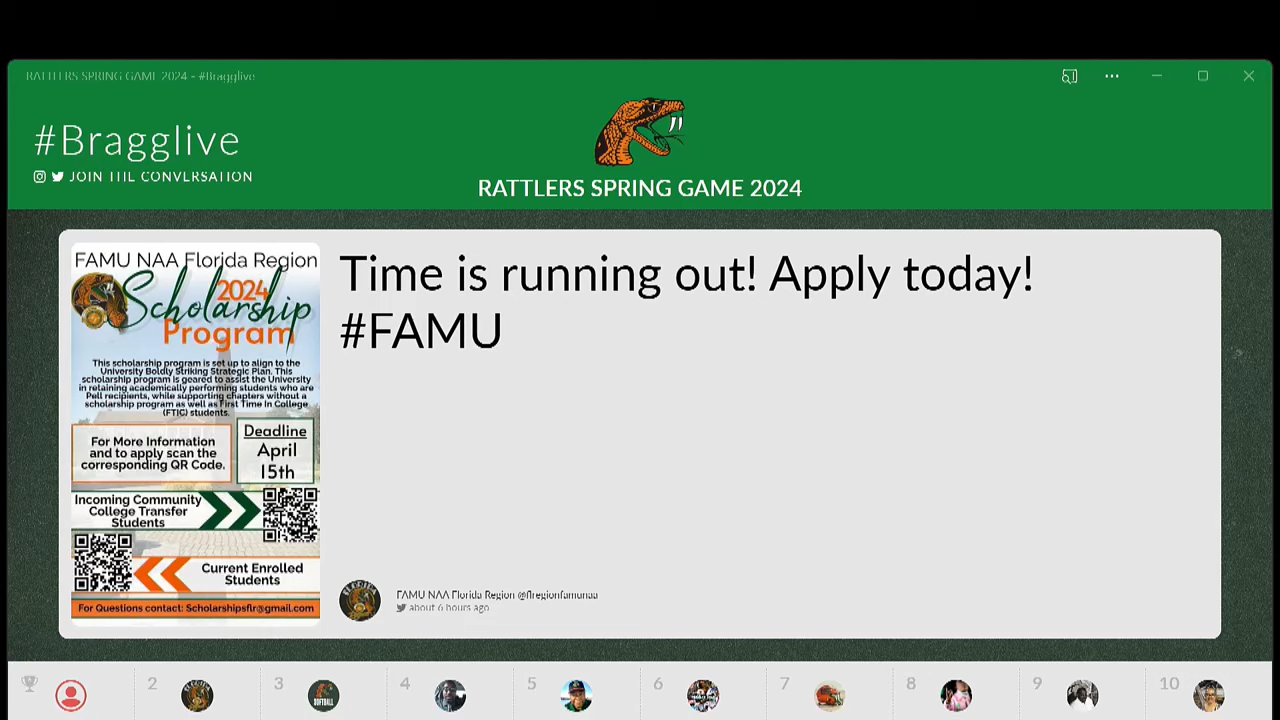 RATTLERS SPRING GAME 2024 - #Bragglive
#Bragglive
JOIN THE CONVERSATION
RATTLERS SPRING GAME 2024
FAMU NAA Florida Region
2024
Scholarship
Program
This scholarship program is set up to align to the
University Boldly Striking Strategic Plan. This
scholarship program is geared to assist the University
in retaining academically performing students who are
Pell recipients, while supporting chapters without a
scholarship program as well as First Time In College
(FTIC) students.
For More Information
and to apply scan the
corresponding QR Code.
Deadline
April
15th
Incoming Community
College Transfer
Students
Current Enrolled
Students
For Questions contact: Scholarshipsflr@gmail.com
Time is running out! Apply today!
#FAMU
FAMU NAA Florida Region @flregionfamunaa
about 6 hours ago
2
3
SOFTBALL
4
5
6
7
8
9
10